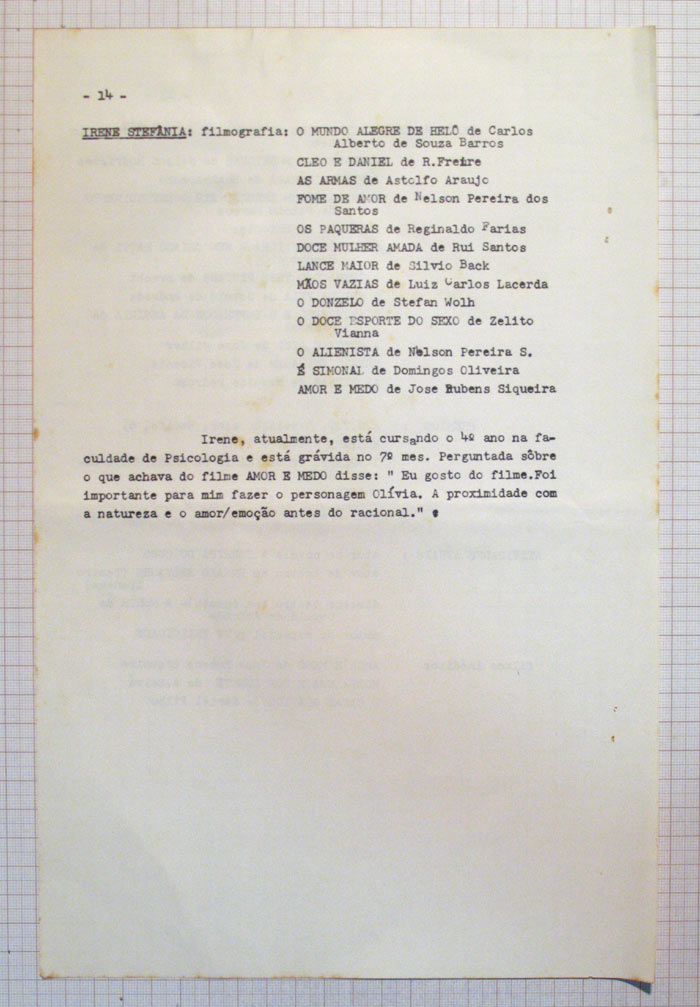 - 14 -
IRENE STEFÂNIA: filmografia: O MUNDO ALEGRE DE HELÔ de Carlos
Alberto de Souza Barros
CLEO E DANIEL de R.Freire
AS ARMAS de Astolfo Araujo
FOME DE AMOR de Nelson Pereira dos
Santos
OS PAQUERAS de Reginaldo Farias
DOCE MULHER AMADA de Rui Santos
LANCE MAIOR de Silvio Back
MÃOS VAZIAS de Luiz Carlos Lacerda
O DONZELO de Stefan Wolh
O DOCE ESPORTE DO SEXO de Zelito
Vianna
O ALIENISTA de Nelson Pereira S.
É SIMONAL de Domingos Oliveira
AMOR E MEDO de Jose Rubens Siqueira
Irene, atualmente, está cursando o 4º ano na fa-
culdade de Psicologia e está grávida no 7º mes. Perguntada sôbre
o que achava do filme AMOR E MEDO disse: " Eu gosto do filme.Foi
importante para mim fazer o personagem Olívia. A proximidade com
a natureza e o amor/emoção antes do racional."